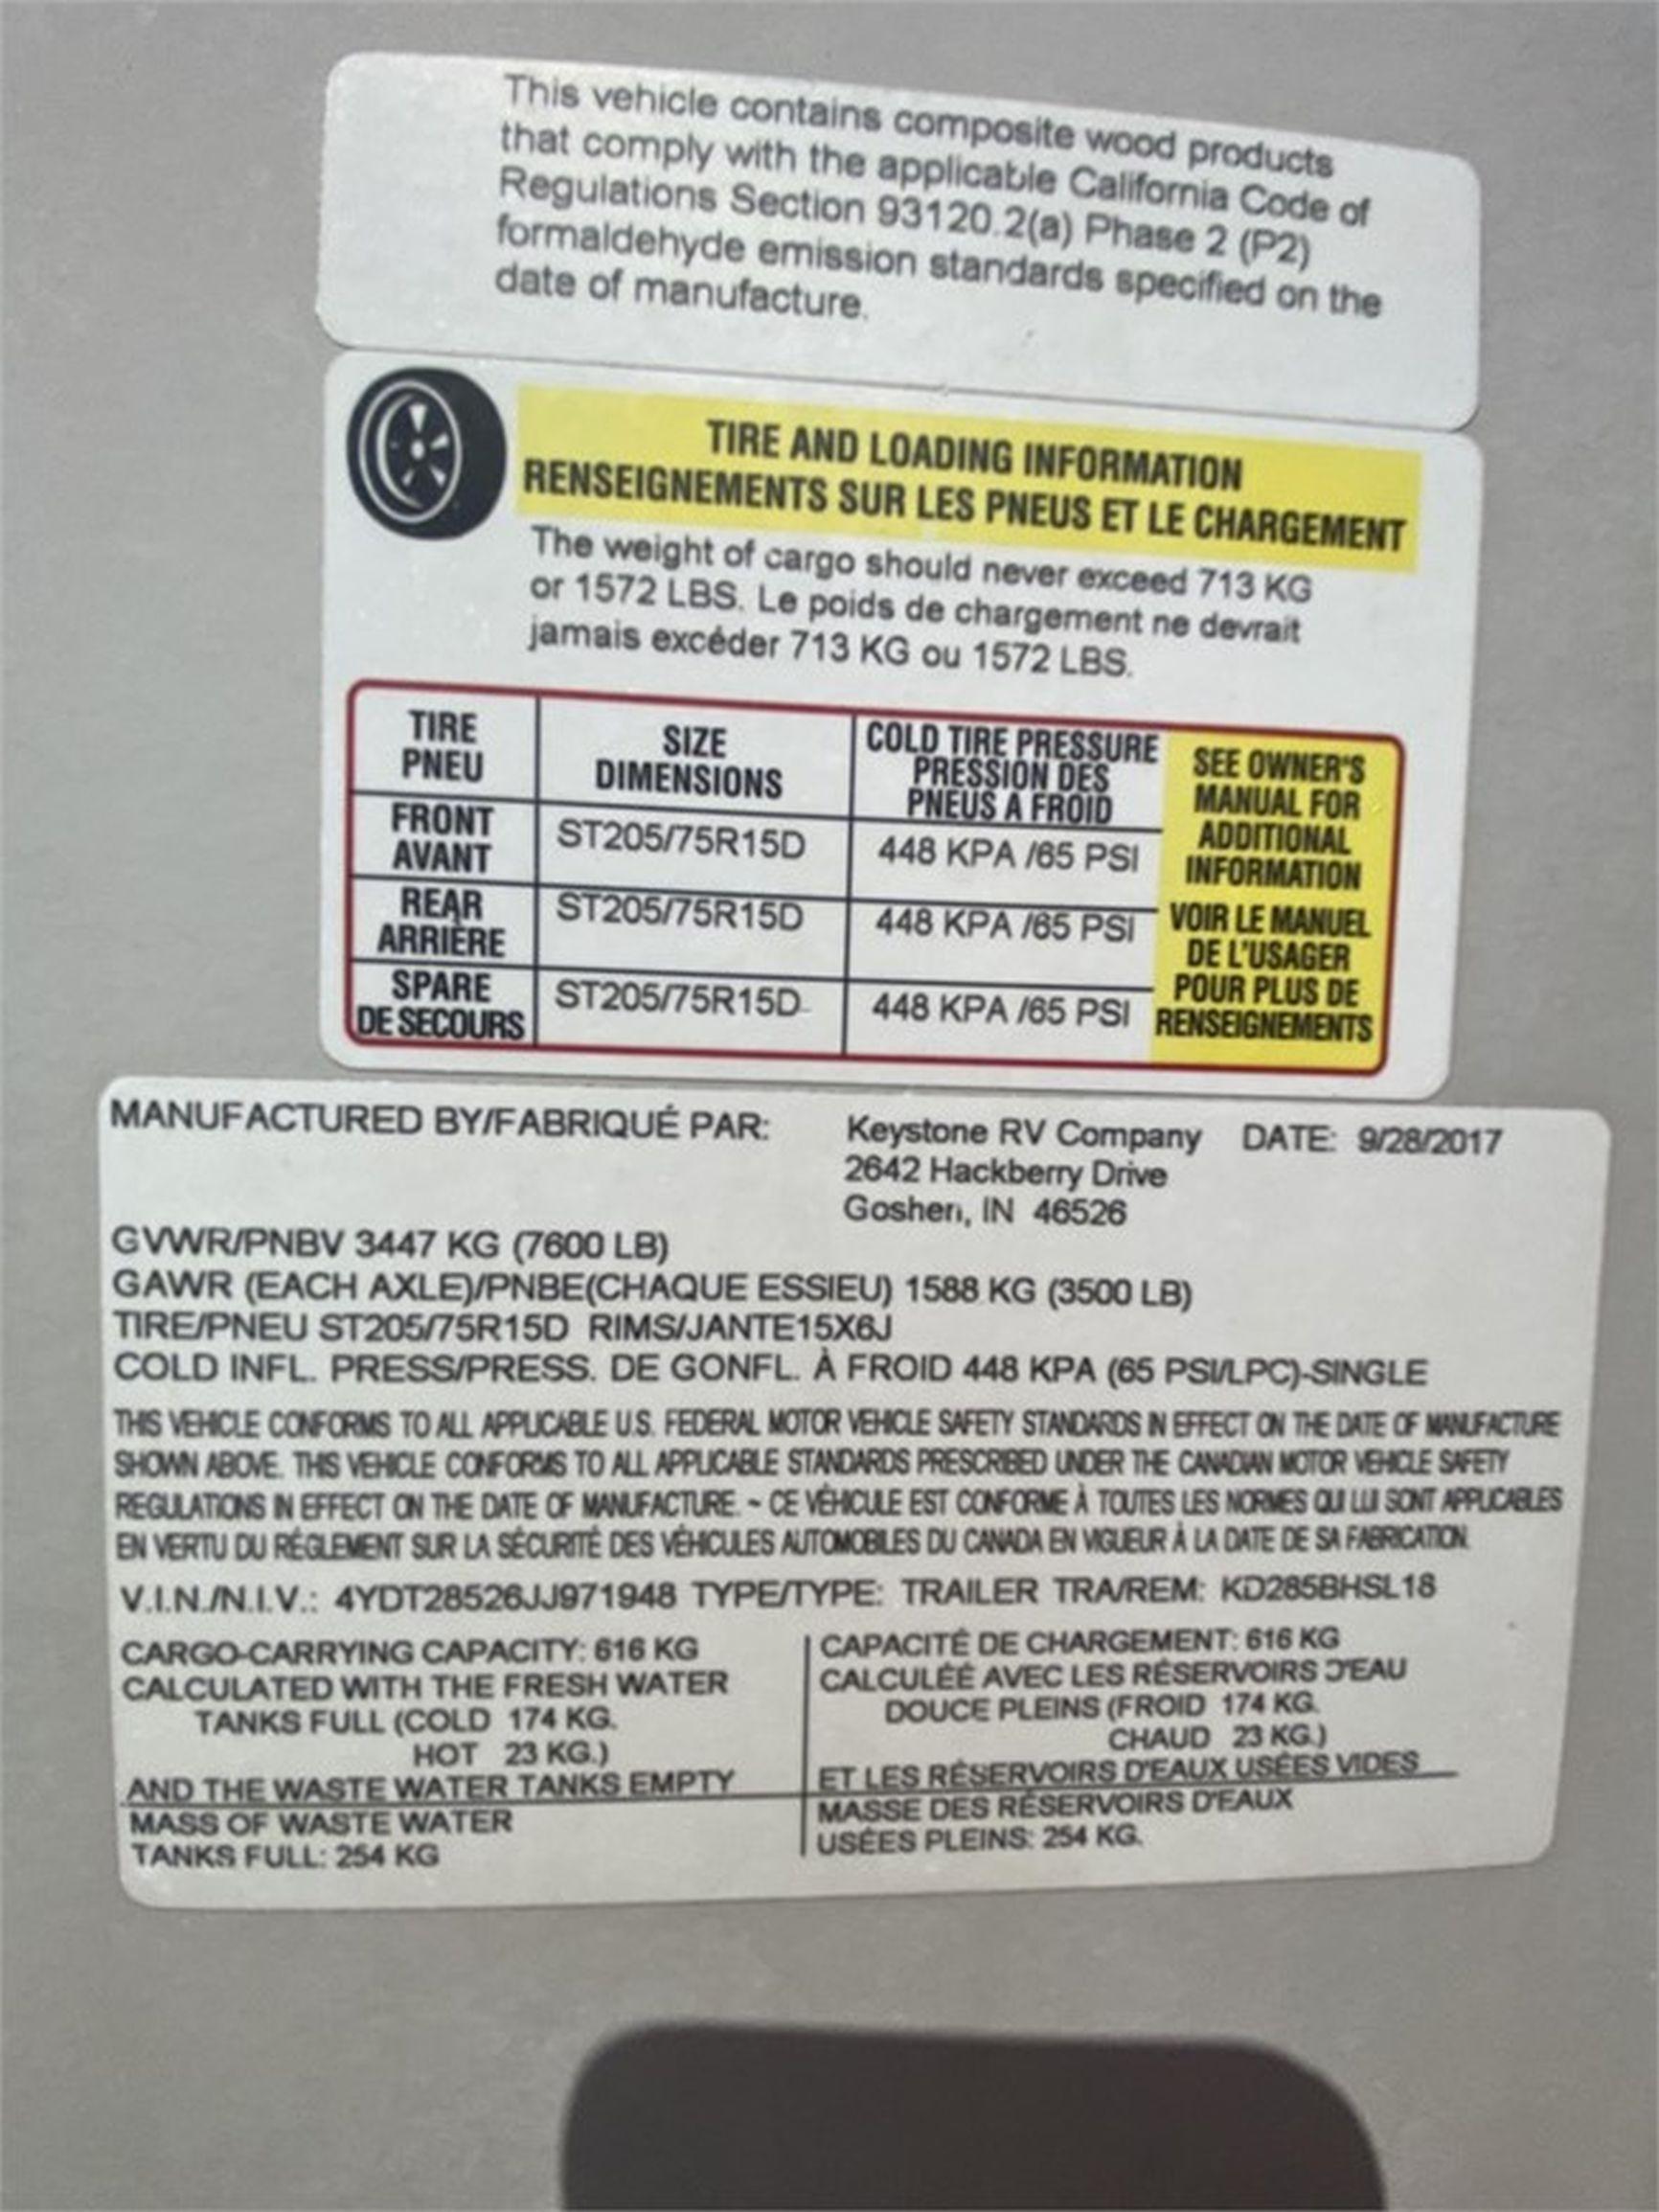 This vehicle contains composite wood products
that comply with the applicable California Code of
Regulations Section 93120.2(a) Phase 2 (P2)
formaldehyde emission standards specified on the
date of manufacture.
TIRE AND LOADING INFORMATION
RENSEIGNEMENTS SUR LES PNEUS ET LE CHARGEMENT
The weight of cargo should never exceed 713 KG
or 1572 LBS. Le poids de chargement ne devrait
jamais excéder 713 KG ou 1572 LBS.
TIRE
PNEU
SIZE
DIMENSIONS
COLD TIRE PRESSURE
PRESSION DES
PNEUS A FROID
FRONT
AVANT
ST205/75R15D
448 KPA /65 PSI
REAR
ARRIÈRE
ST205/75R15D
448 KPA /65 PSI
SPARE
DE SECOURS
ST205/75R15D
448 KPA /65 PSI
SEE OWNER'S
MANUAL FOR
ADDITIONAL
INFORMATION
VOIR LE MANUEL
DE L'USAGER
POUR PLUS DE
RENSEIGNEMENTS
MANUFACTURED BY/FABRIQUÉ PAR: Keystone RV Company DATE: 9/28/2017
2642 Hackberry Drive
Goshen, IN 46526
GVWR/PNBV 3447 KG (7600 LB)
GAWR (EACH AXLE)/PNBE(CHAQUE ESSIEU) 1588 KG (3500 LB)
TIRE/PNEU ST205/75R15D RIMS/JANTE15X6J
COLD INFL. PRESS/PRESS. DE GONFL. À FROID 448 KPA (65 PSI/LPC)-SINGLE
THIS VEHICLE CONFORMS TO ALL APPLICABLE U.S. FEDERAL MOTOR VEHICLE SAFETY STANDARDS IN EFFECT ON THE DATE OF MANUFACTURE
SHOWN ABOVE. THIS VEHICLE CONFORMS TO ALL APPLICABLE STANDARDS PRESCRIBED UNDER THE CANADIAN MOTOR VEHICLE SAFETY
REGULATIONS IN EFFECT ON THE DATE OF MANUFACTURE. ~ CE VÉHICULE EST CONFORME À TOUTES LES NORMES QUI LUI SONT APPLICABLES
EN VERTU DU RÉGLEMENT SUR LA SÉCURITÉ DES VÉHICULES AUTOMOBILES DU CANADA EN VIGUEUR À LA DATE DE SA FABRICATION.
V.I.N./N.I.V.: 4YDT28526JJ971948 TYPE/TYPE: TRAILER TRA/REM: KD285BHSL18
CARGO-CARRYING CAPACITY: 616 KG
CALCULATED WITH THE FRESH WATER
TANKS FULL (COLD 174 KG.
HOT 23 KG.)
AND THE WASTE WATER TANKS EMPTY
MASS OF WASTE WATER
TANKS FULL: 254 KG
CAPACITÉ DE CHARGEMENT: 616 KG
CALCULÉÉ AVEC LES RÉSERVOIRS D'EAU
DOUCE PLEINS (FROID 174 KG.
CHAUD 23 KG.)
ET LES RÉSERVOIRS D'EAUX USÉES VIDES
MASSE DES RÉSERVOIRS D'EAUX
USÉES PLEINS: 254 KG.